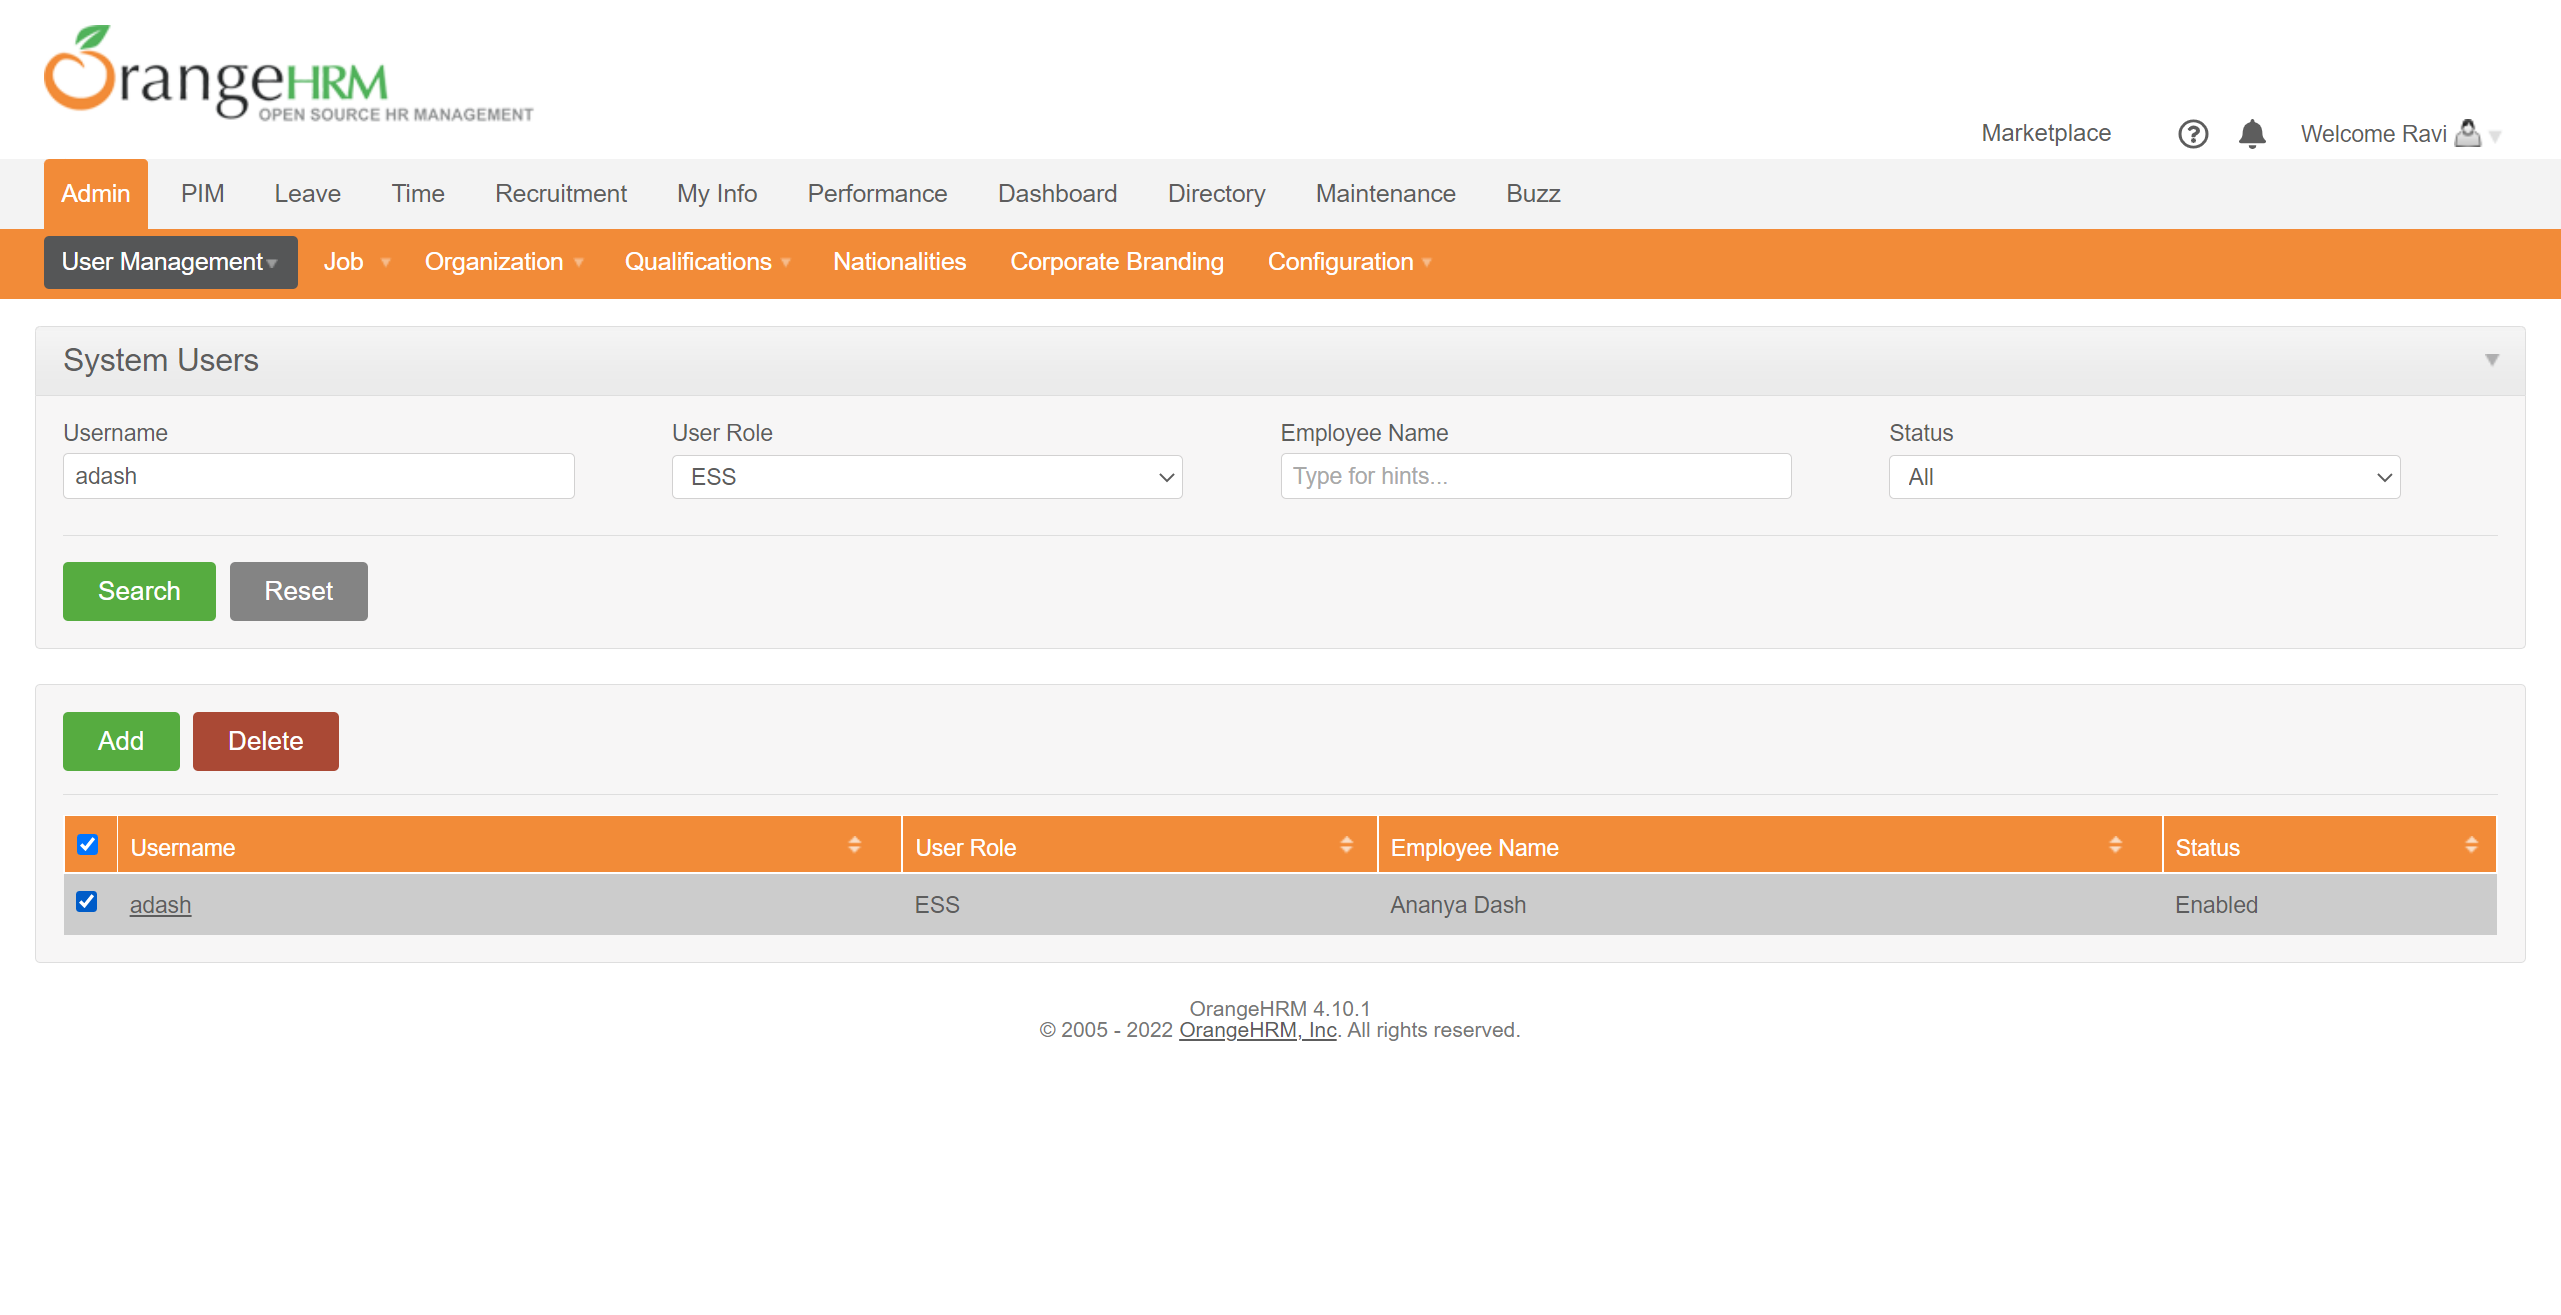 OrangeHRM
OPEN SOURCE HR MANAGEMENT
Marketplace Welcome Ravi
Admin PIM Leave Time Recruitment My Info Performance Dashboard Directory Maintenance Buzz
User Management Job Organization Qualifications Nationalities Corporate Branding Configuration
System Users
Username User Role Employee Name Status
adash ESS Type for hints... All
Search Reset
Add Delete
Username User Role Employee Name Status
adash ESS Ananya Dash Enabled
OrangeHRM 4.10.1
© 2005 - 2022 OrangeHRM, Inc. All rights reserved.